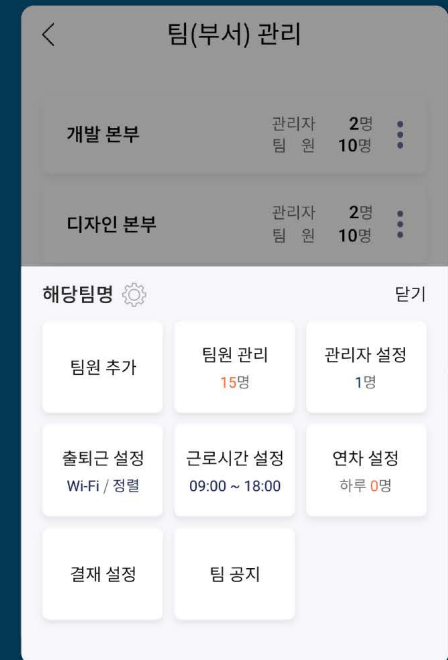 팀(부서) 관리
개발 본부
관리자 2명
팀 원 10명
디자인 본부
관리자 2명
팀 원 10명
해당팀명
닫기
팀원 추가
팀원 관리
15명
관리자 설정
1명
출퇴근 설정
Wi-Fi / 정렬
근로시간 설정
09:00 ~ 18:00
연차 설정
하루 0명
결재 설정
팀 공지